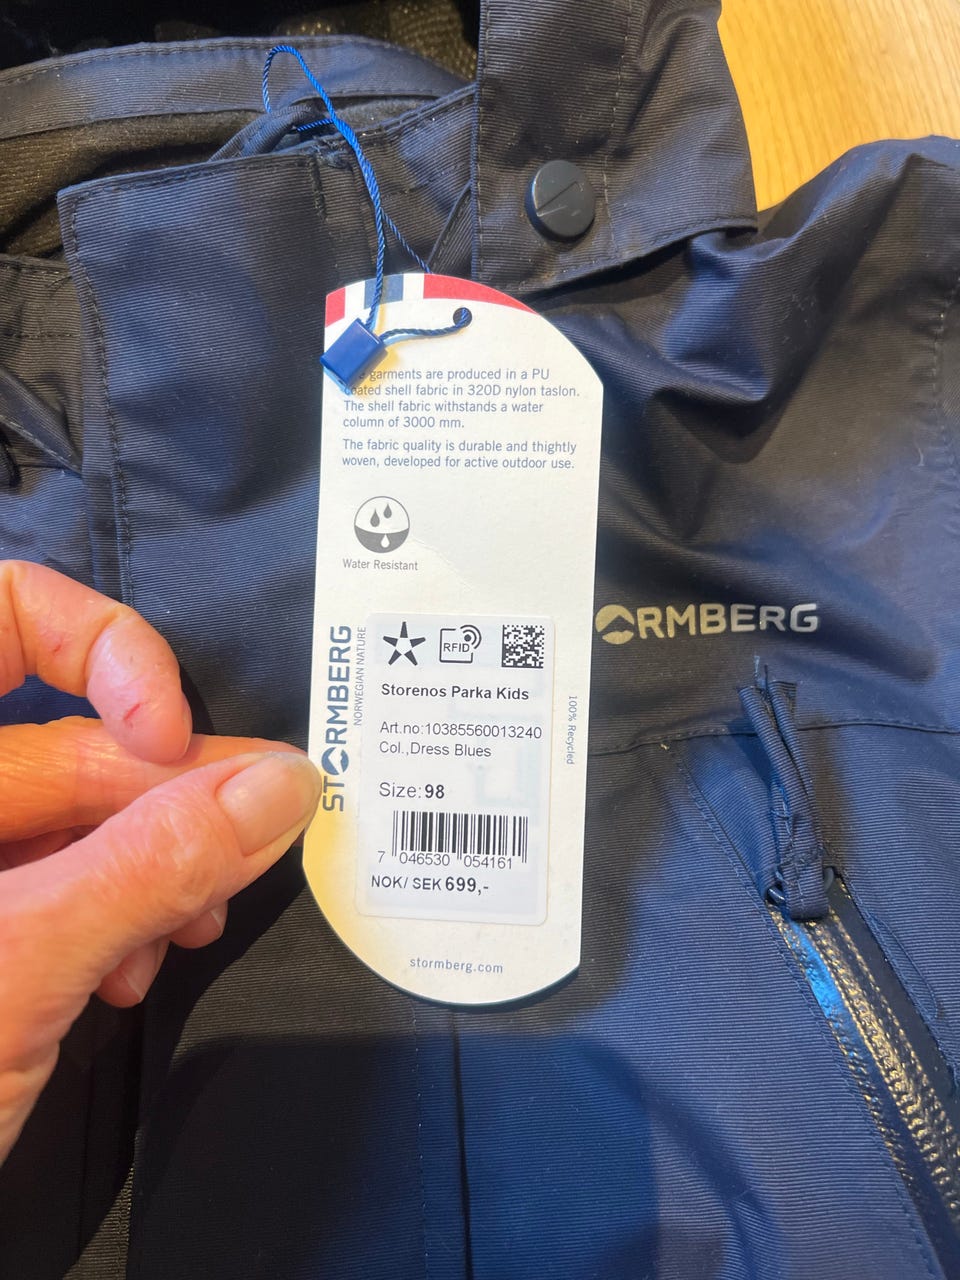 garments are produced in a PU
coated shell fabric in 320D nylon taslon.
The shell fabric withstands a water
column of 3000 mm.
The fabric quality is durable and thightly
woven, developed for active outdoor use.
Water Resistant
STORMBERG
NORWEGIAN NATURE
RFID
Storenos Parka Kids
Art.no:10385560013240
Col.,Dress Blues
Size: 98
7 046530 054161
NOK/ SEK 699,-
100% Recycled
stormberg.com
RMBERG